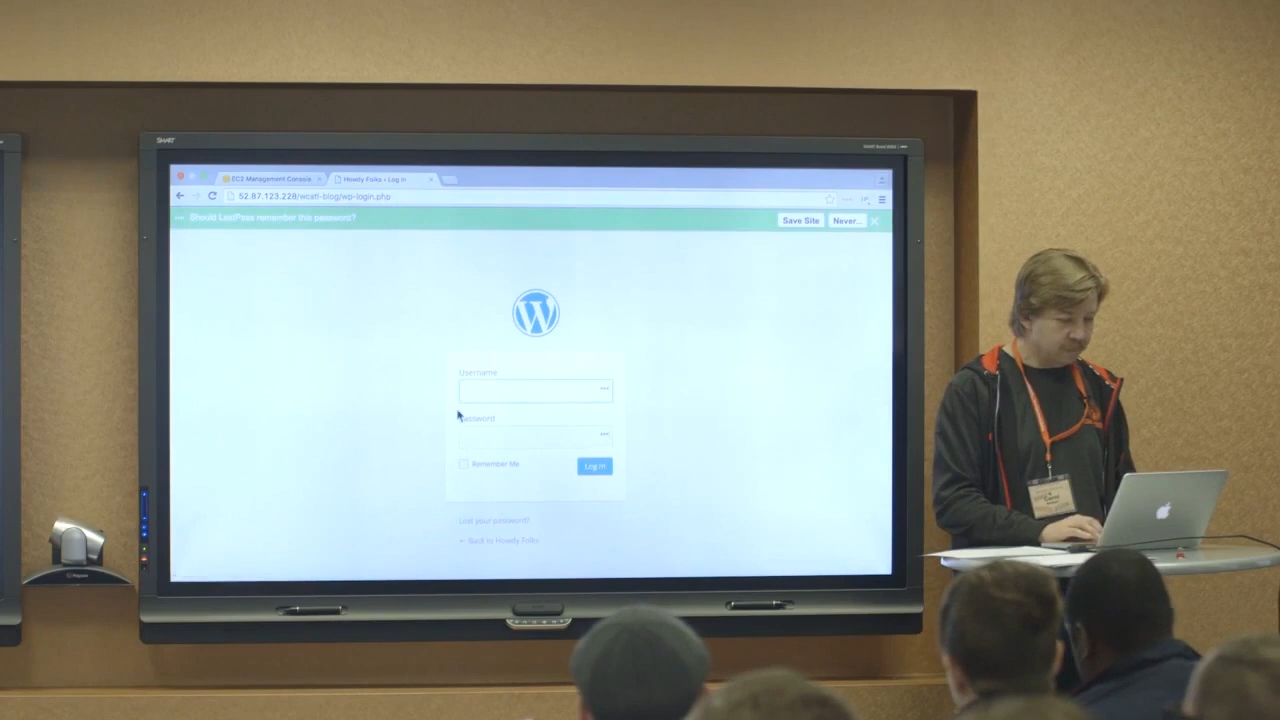 SMART
EC2 Management Console
Howdy Folks › Log In
52.87.123.228/wcatl-blog/wp-login.php
Should LastPass remember this password?
Save Site
Never...
Username
Password
Remember Me
Log In
Lost your password?
← Back to Howdy Folks